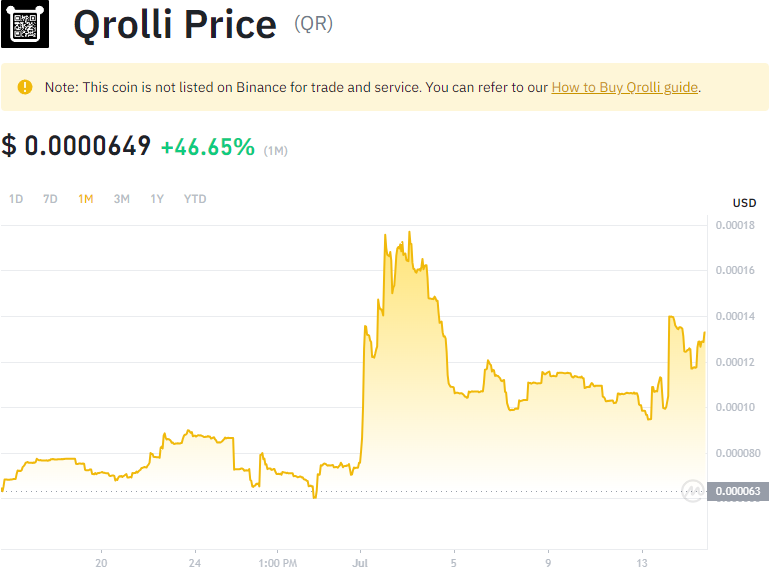 Qrolli Price (QR)
Note: This coin is not listed on Binance for trade and service. You can refer to our How to Buy Qrolli guide.
$ 0.0000649 +46.65% (1M)
1D 7D 1M 3M 1Y YTD
USD
0.00018
0.00016
0.00014
0.00012
0.00010
0.000080
0.000063
20 24 1:00 PM Jul 5 9 13